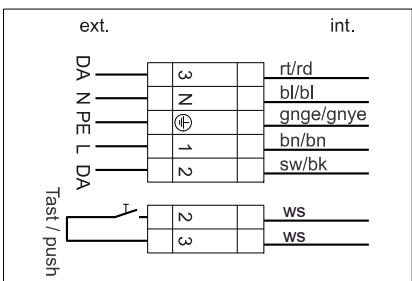 ext. int.
DA 3 rt/rd
N N bl/bl
PE gnge/gnye
L 1 bn/bn
DA 2 sw/bk
Tast / push
2 ws
3 ws